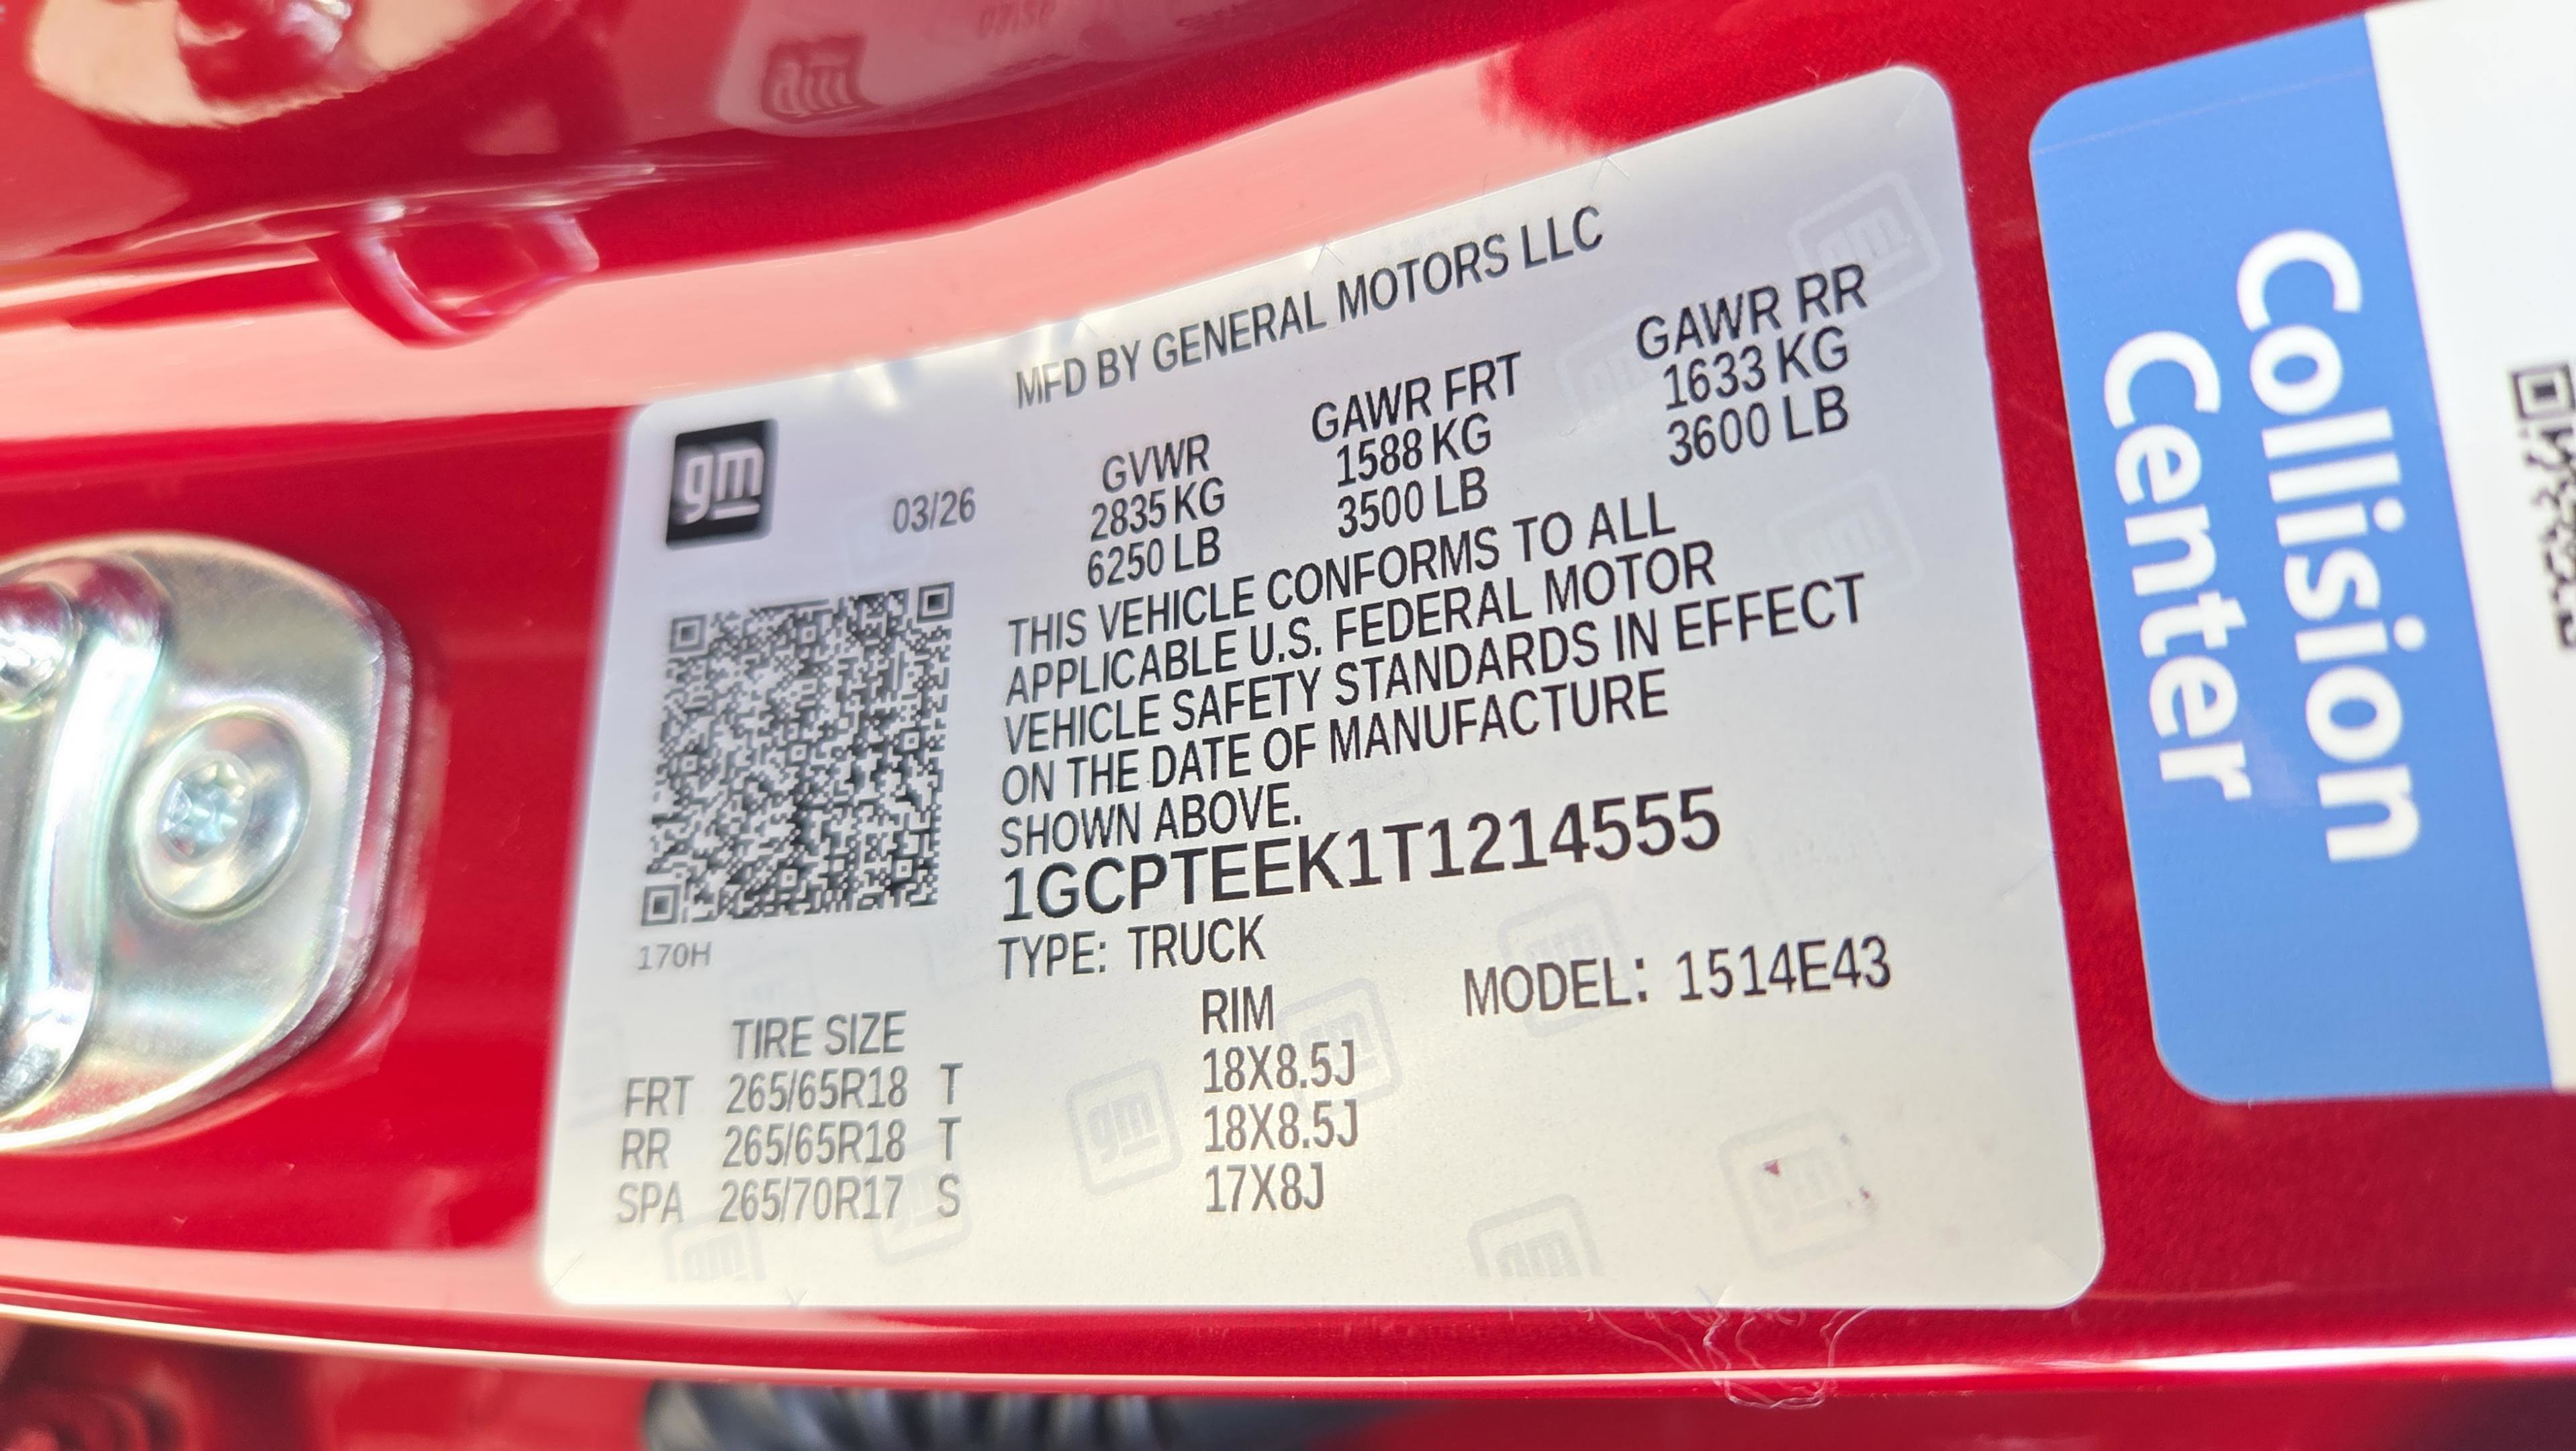 MFD BY GENERAL MOTORS LLC
gm
03/26
GVWR GAWR FRT GAWR RR
2835 KG 1588 KG 1633 KG
6250 LB 3500 LB 3600 LB
THIS VEHICLE CONFORMS TO ALL
APPLICABLE U.S. FEDERAL MOTOR
VEHICLE SAFETY STANDARDS IN EFFECT
ON THE DATE OF MANUFACTURE
SHOWN ABOVE.
1GCPTEEK1T1214555
170H
TYPE: TRUCK
MODEL: 1514E43
TIRE SIZE RIM
FRT 265/65R18 T 18X8.5J
RR 265/65R18 T 18X8.5J
SPA 265/70R17 S 17X8J
Collision
Center